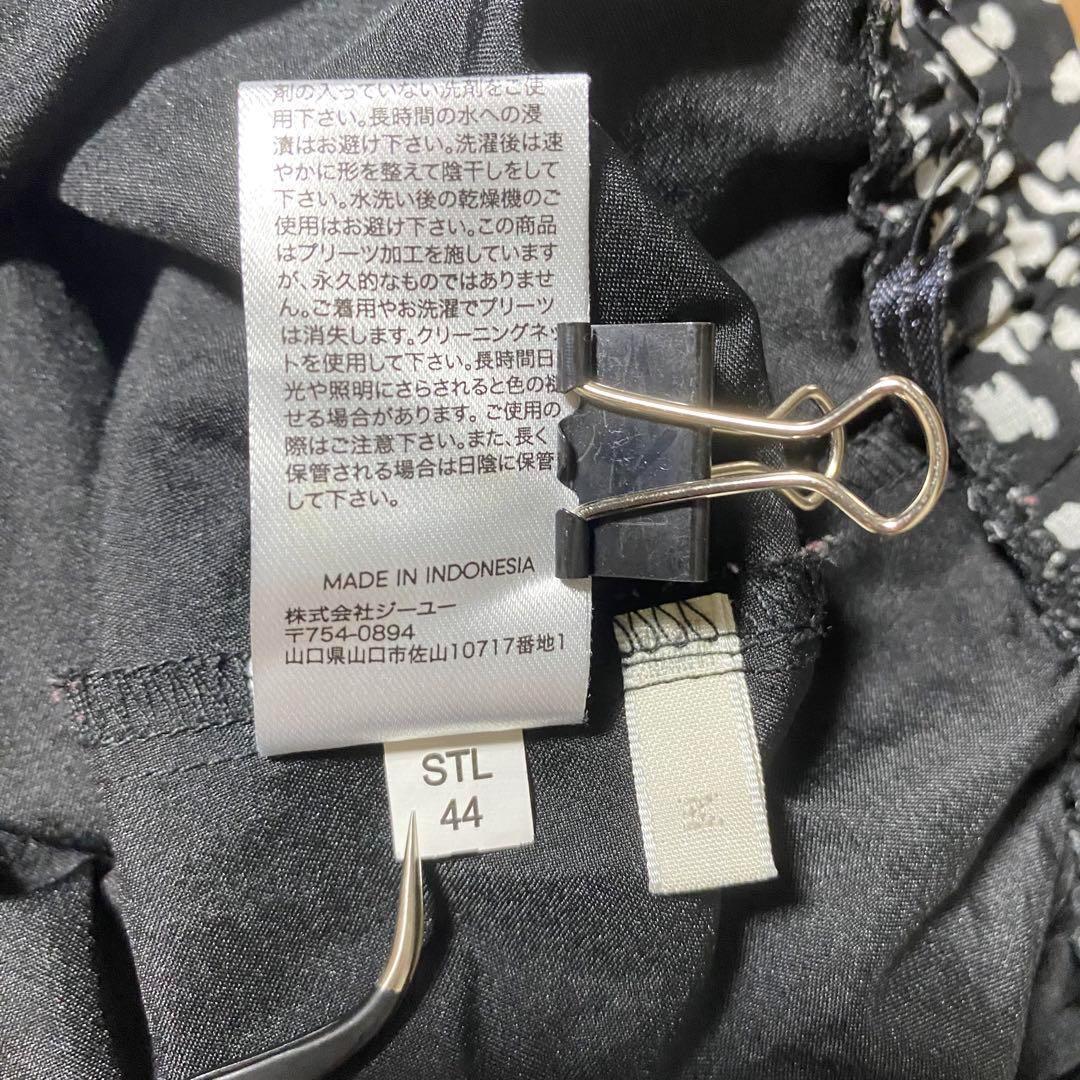 剤の入っていない洗剤をご使
用下さい。長時間の水への浸
漬はお避け下さい。洗濯後は速
やかに形を整えて陰干しをして
下さい。水洗い後の乾燥機のご
使用はお避け下さい。この商品
はプリーツ加工を施しています
が、永久的なものではありませ
ん。ご着用やお洗濯でプリーツ
は消失します。クリーニングネッ
トを使用して下さい。長時間日
光や照明にさらされると色の褪
せる場合があります。ご使用の
際はご注意下さい。また、長く
保管される場合は日陰に保管
して下さい。
MADE IN INDONESIA
株式会社ジーユー
〒754-0894
山口県山口市佐山10717番地1
STL
44